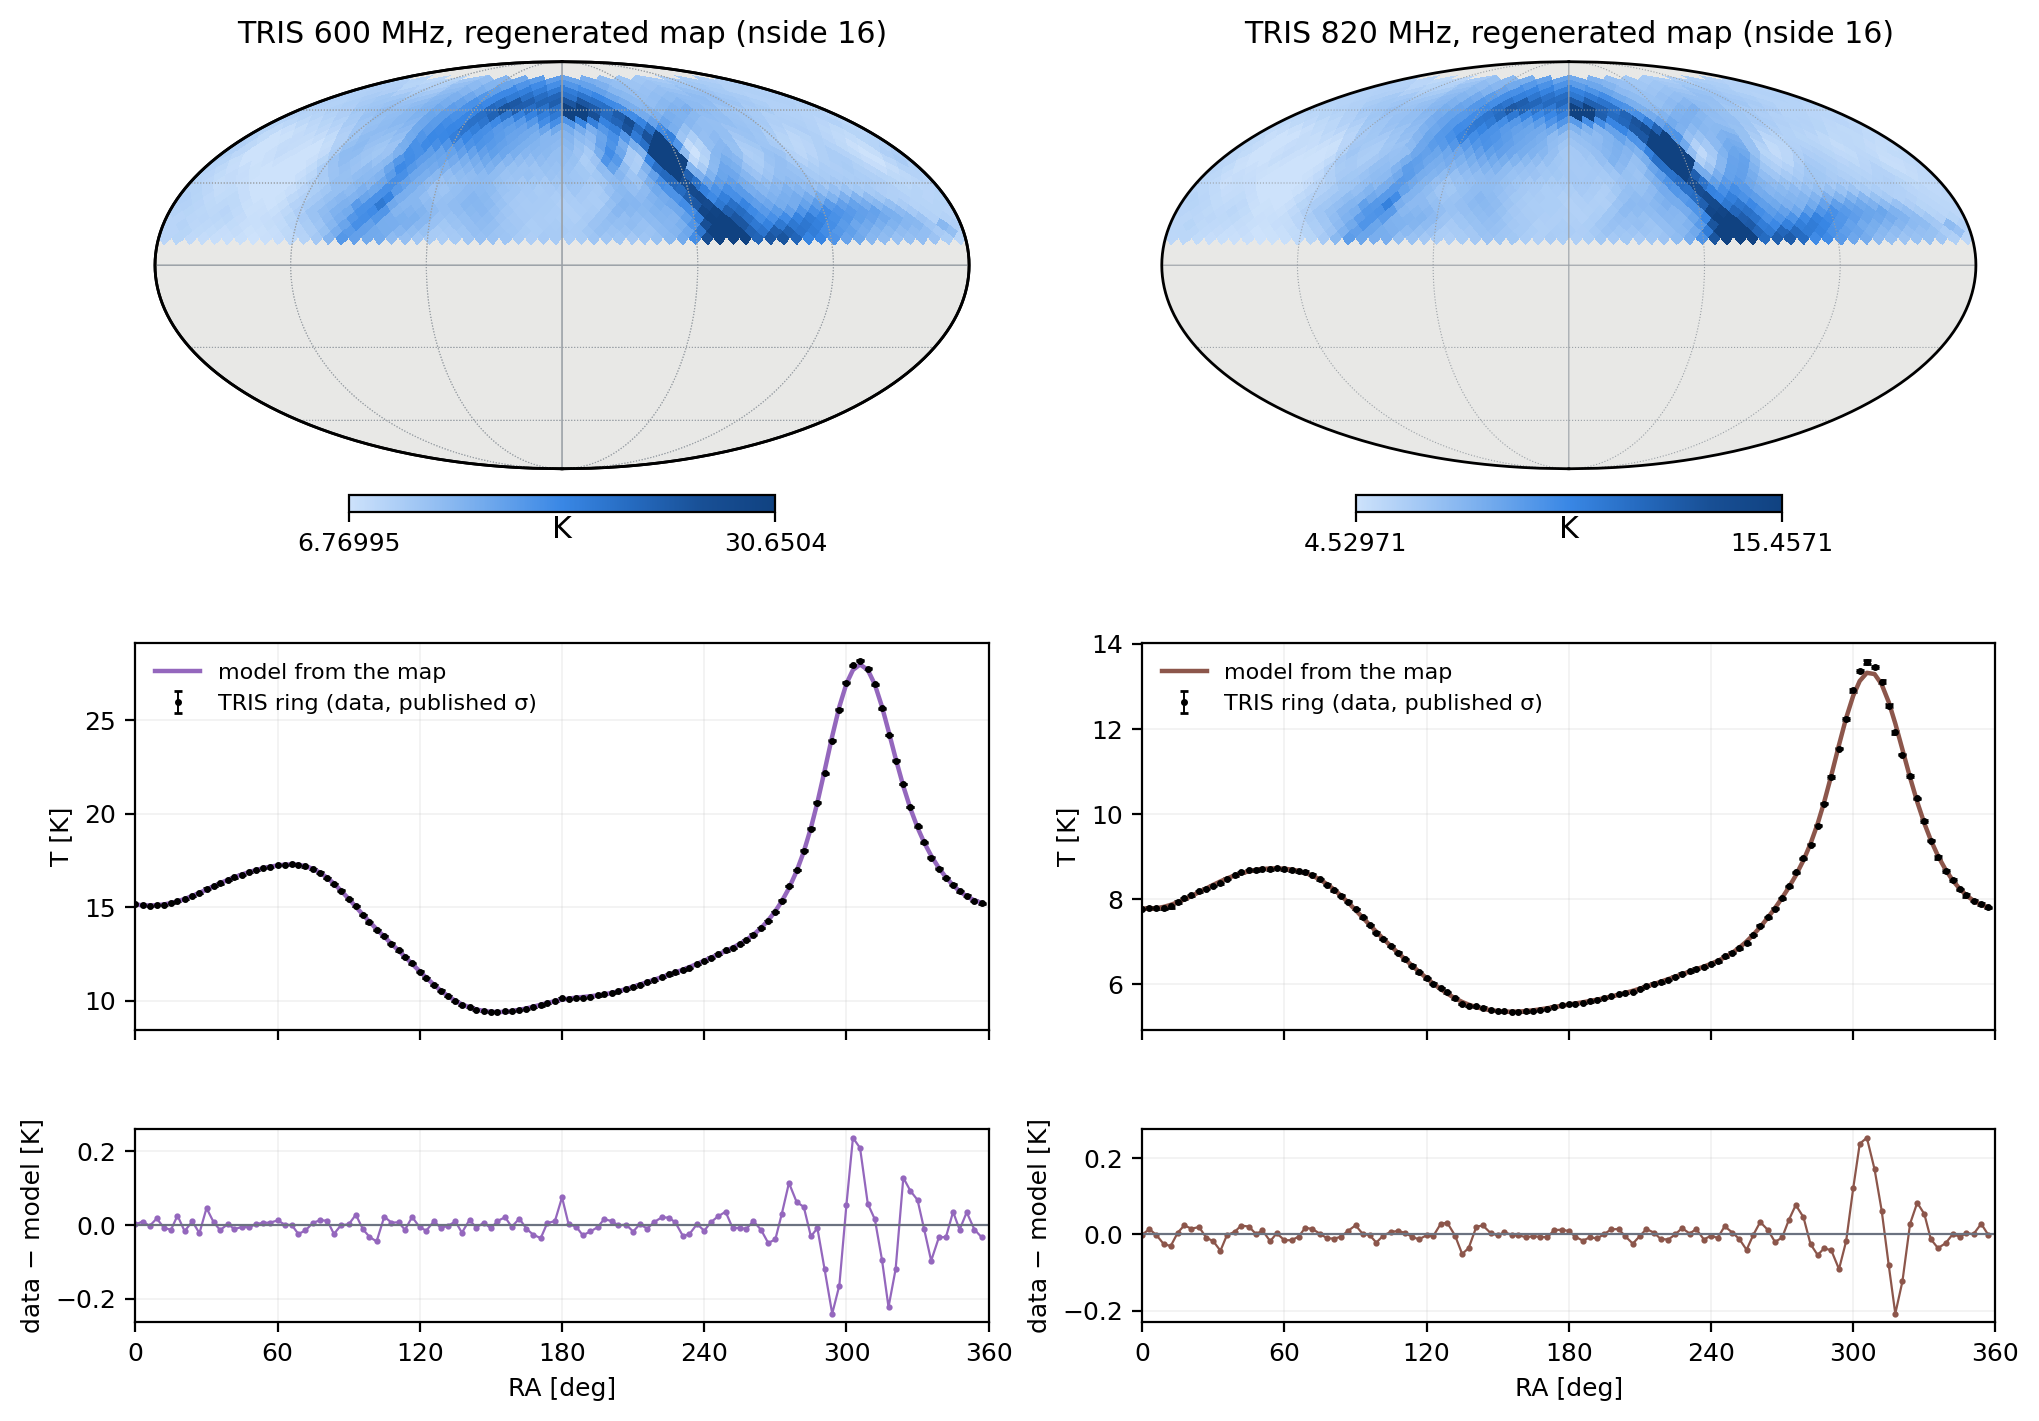 TRIS 600 MHz, regenerated map (nside 16)
TRIS 820 MHz, regenerated map (nside 16)
K
6.76995
30.6504
K
4.52971
15.4571
T [K]
25
20
15
10
model from the map
TRIS ring (data, published σ)
T [K]
14
12
10
8
6
model from the map
TRIS ring (data, published σ)
data − model [K]
0.2
0.0
−0.2
0
60
120
180
240
300
360
RA [deg]
data − model [K]
0.2
0.0
−0.2
0
60
120
180
240
300
360
RA [deg]